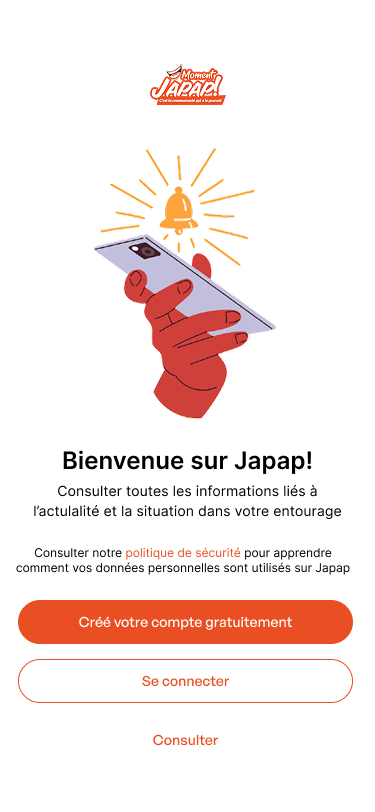 Moment
JAPAP!
C'est la communauté qui a le pouvoir
Bienvenue sur Japap!
Consulter toutes les informations liés à
l'actulalité et la situation dans votre entourage
Consulter notre politique de sécurité pour apprendre
comment vos données personnelles sont utilisés sur Japap
Créé votre compte gratuitement
Se connecter
Consulter